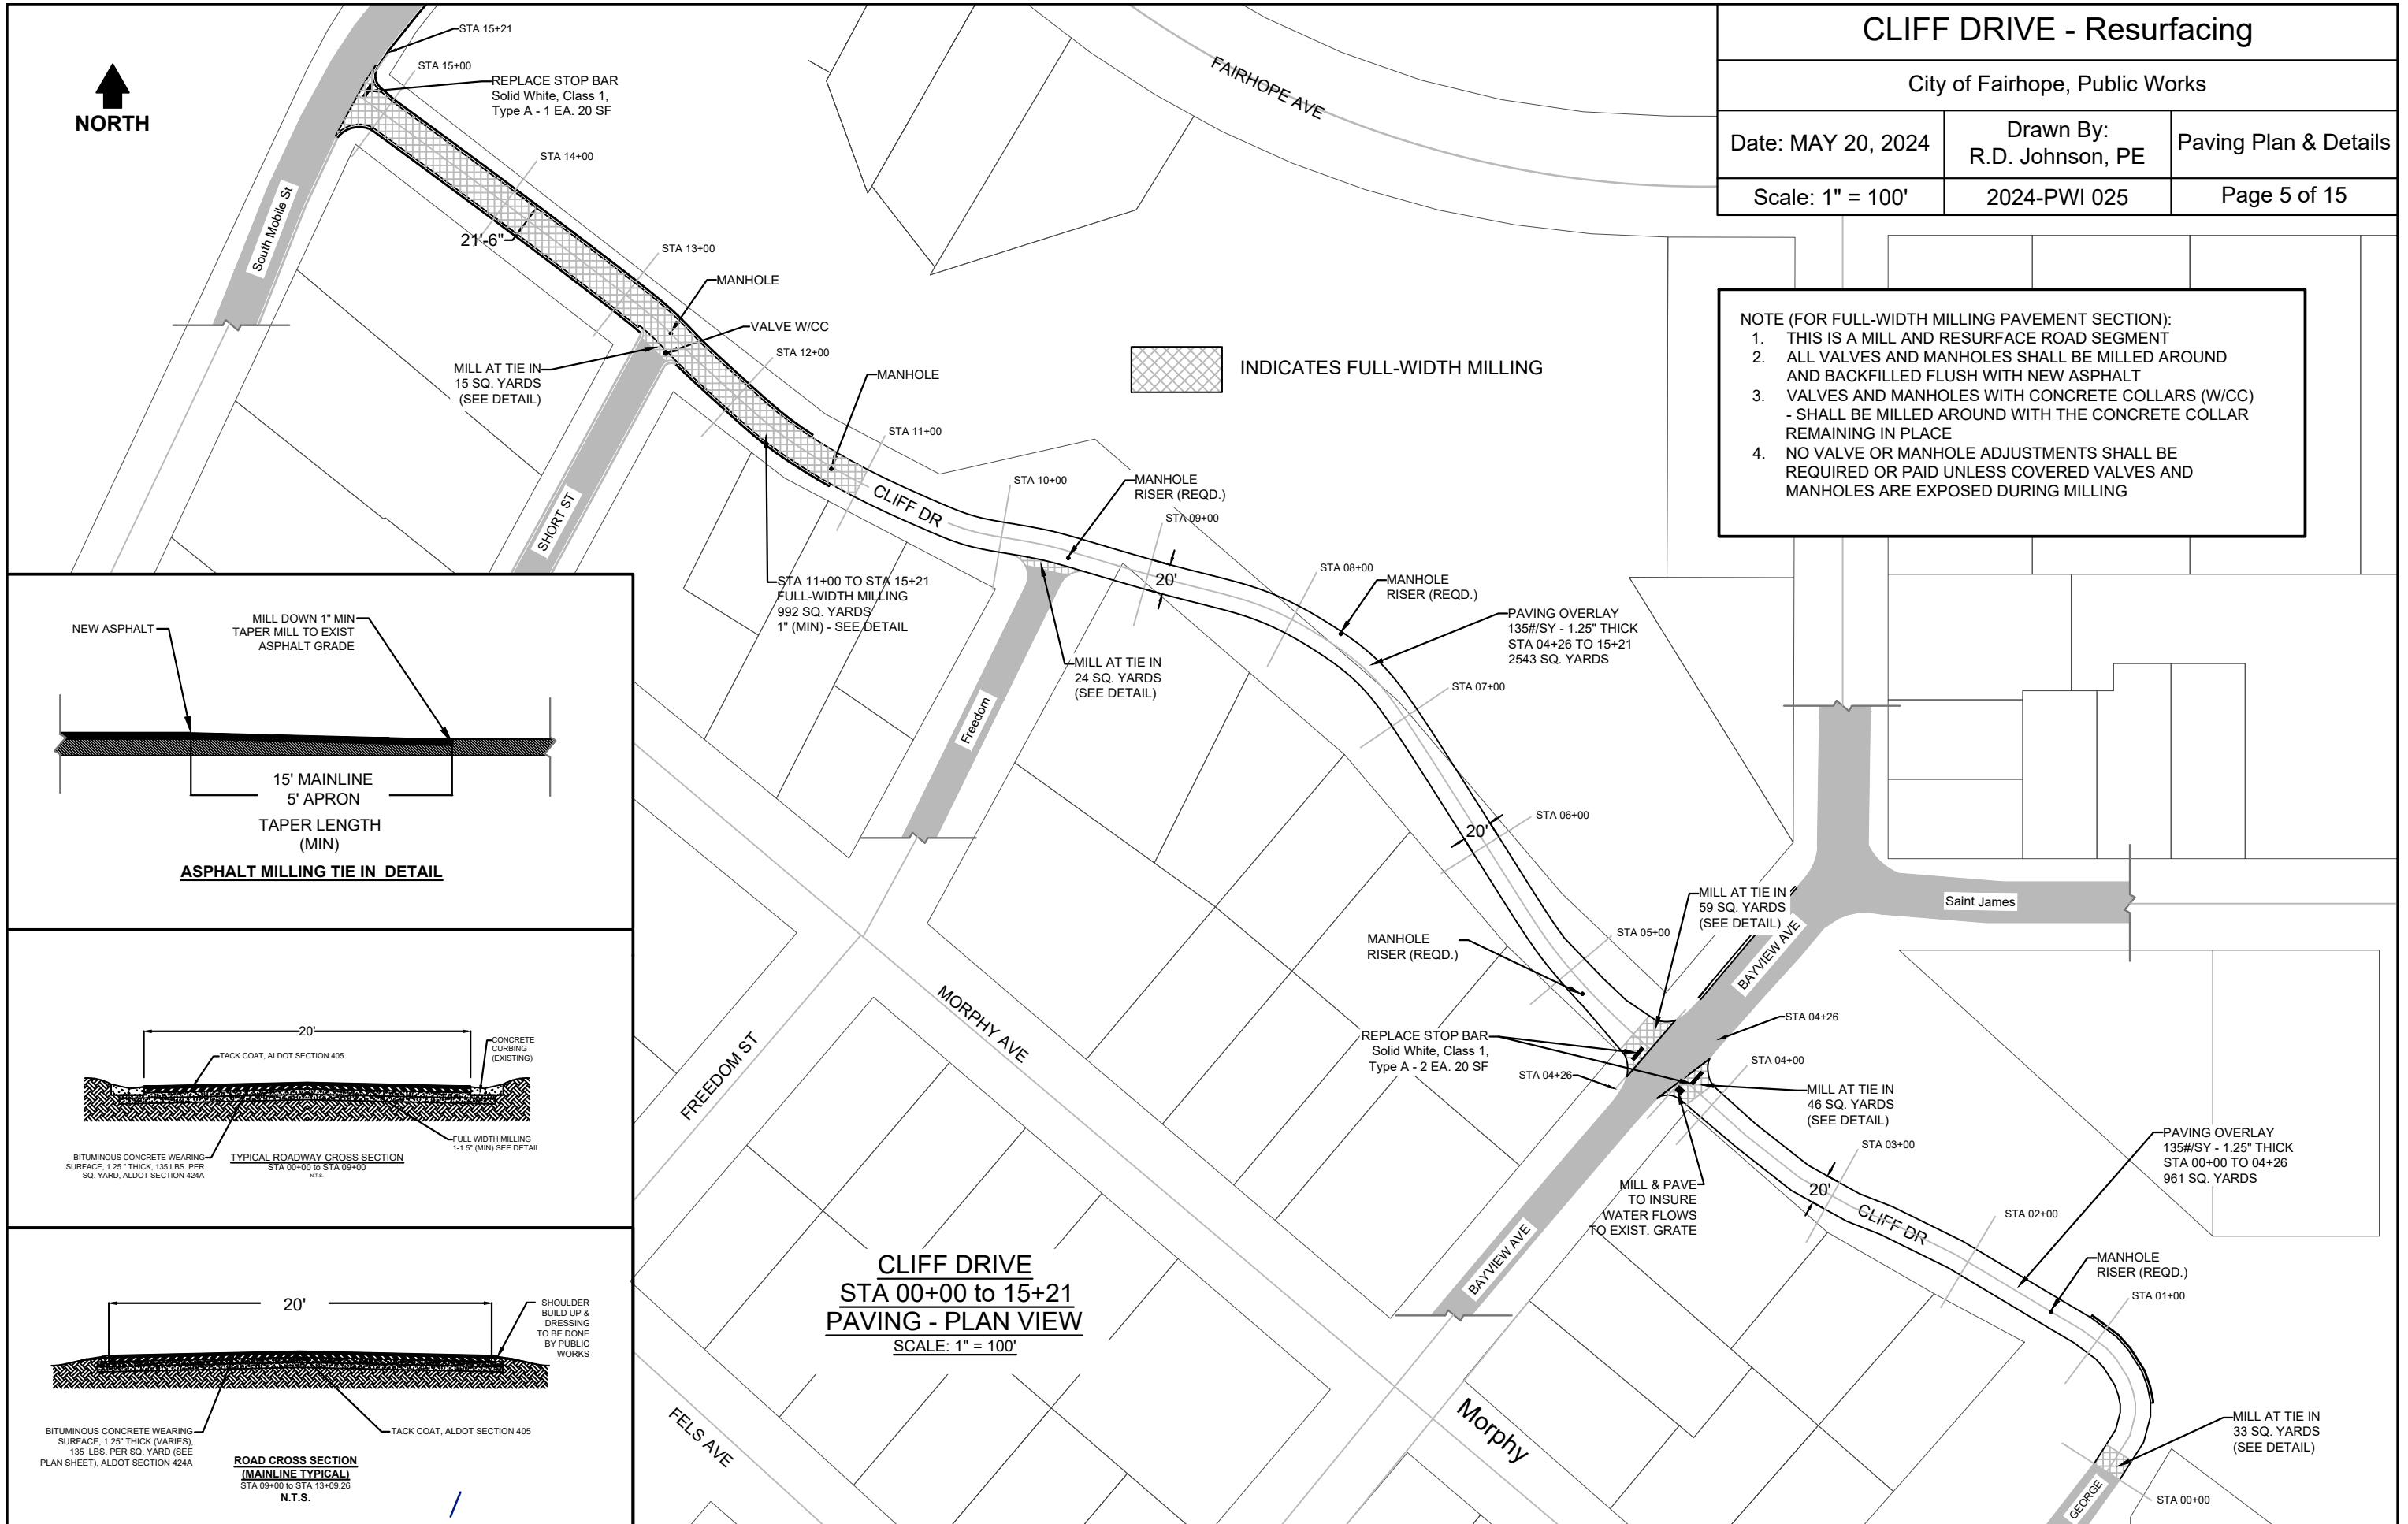 CLIFF DRIVE - Resurfacing
City of Fairhope, Public Works
Date: MAY 20, 2024
Drawn By:
R.D. Johnson, PE
Paving Plan & Details
Scale: 1" = 100'
2024-PWI 025
Page 5 of 15
NORTH
STA 15+21
STA 15+00
REPLACE STOP BAR
Solid White, Class 1,
Type A - 1 EA. 20 SF
STA 14+00
South Mobile St
21'-6"
STA 13+00
MANHOLE
VALVE W/CC
STA 12+00
MILL AT TIE IN
15 SQ. YARDS
(SEE DETAIL)
MANHOLE
STA 11+00
SHORT ST
CLIFF DR
STA 11+00 TO STA 15+21
FULL-WIDTH MILLING
992 SQ. YARDS
1" (MIN) - SEE DETAIL
FAIRHOPE AVE
INDICATES FULL-WIDTH MILLING
NOTE (FOR FULL-WIDTH MILLING PAVEMENT SECTION):
1. THIS IS A MILL AND RESURFACE ROAD SEGMENT
2. ALL VALVES AND MANHOLES SHALL BE MILLED AROUND
AND BACKFILLED FLUSH WITH NEW ASPHALT
3. VALVES AND MANHOLES WITH CONCRETE COLLARS (W/CC)
- SHALL BE MILLED AROUND WITH THE CONCRETE COLLAR
REMAINING IN PLACE
4. NO VALVE OR MANHOLE ADJUSTMENTS SHALL BE
REQUIRED OR PAID UNLESS COVERED VALVES AND
MANHOLES ARE EXPOSED DURING MILLING
STA 10+00
MANHOLE
RISER (REQD.)
STA 09+00
20'
STA 08+00
MANHOLE
RISER (REQD.)
PAVING OVERLAY
135#/SY - 1.25" THICK
STA 04+26 TO 15+21
2543 SQ. YARDS
MILL AT TIE IN
24 SQ. YARDS
(SEE DETAIL)
Freedom
STA 07+00
STA 06+00
20'
MILL AT TIE IN
59 SQ. YARDS
(SEE DETAIL)
Saint James
BAYVIEW AVE
STA 05+00
MANHOLE
RISER (REQD.)
REPLACE STOP BAR
Solid White, Class 1,
Type A - 2 EA. 20 SF
STA 04+26
STA 04+26
STA 04+00
MILL AT TIE IN
46 SQ. YARDS
(SEE DETAIL)
STA 03+00
PAVING OVERLAY
135#/SY - 1.25" THICK
STA 00+00 TO 04+26
961 SQ. YARDS
MILL & PAVE
TO INSURE
WATER FLOWS
TO EXIST. GRATE
20'
CLIFF DR
STA 02+00
MANHOLE
RISER (REQD.)
STA 01+00
BAYVIEW AVE
MILL AT TIE IN
33 SQ. YARDS
(SEE DETAIL)
STA 00+00
GEORGE
Morphy
MORPHY AVE
FREEDOM ST
FELS AVE
CLIFF DRIVE
STA 00+00 to 15+21
PAVING - PLAN VIEW
SCALE: 1" = 100'
NEW ASPHALT
MILL DOWN 1" MIN
TAPER MILL TO EXIST
ASPHALT GRADE
15' MAINLINE
5' APRON
TAPER LENGTH
(MIN)
ASPHALT MILLING TIE IN DETAIL
20'
TACK COAT, ALDOT SECTION 405
CONCRETE
CURBING
(EXISTING)
FULL WIDTH MILLING
1-1.5" (MIN) SEE DETAIL
BITUMINOUS CONCRETE WEARING
SURFACE, 1.25 " THICK, 135 LBS. PER
SQ. YARD, ALDOT SECTION 424A
TYPICAL ROADWAY CROSS SECTION
STA 00+00 to STA 09+00
N.T.S.
20'
SHOULDER
BUILD UP &
DRESSING
TO BE DONE
BY PUBLIC
WORKS
BITUMINOUS CONCRETE WEARING
SURFACE, 1.25" THICK (VARIES),
135 LBS. PER SQ. YARD (SEE
PLAN SHEET), ALDOT SECTION 424A
TACK COAT, ALDOT SECTION 405
ROAD CROSS SECTION
(MAINLINE TYPICAL)
STA 09+00 to STA 13+09.26
N.T.S.